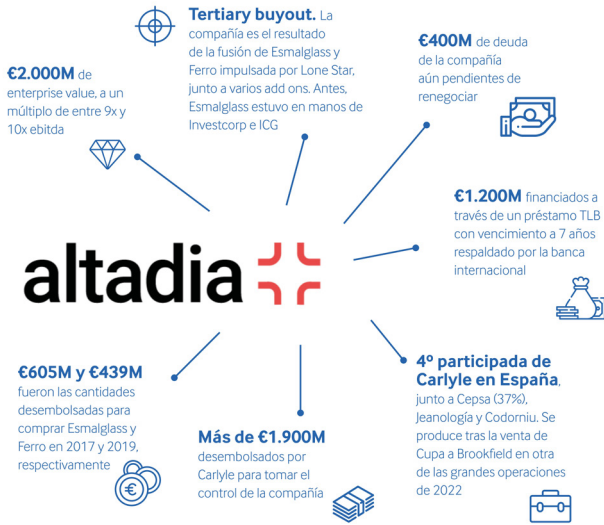 Tertiary buyout. La
compañía es el resultado
de la fusión de Esmalglass y
Ferro impulsada por Lone Star,
junto a varios add ons. Antes,
Esmalglass estuvo en manos de
Investcorp e ICG
€400M de deuda
de la compañía
aún pendientes de
renegociar
€2.000M de
enterprise value, a un
múltiplo de entre 9x y
10x ebitda
€1.200M financiados a
través de un préstamo TLB
con vencimiento a 7 años
respaldado por la banca
internacional
altadia
€605M y €439M
fueron las cantidades
desembolsadas para
comprar Esmalglass y
Ferro en 2017 y 2019,
respectivamente
€
Más de €1.900M
desembolsados por
Carlyle para tomar el
control de la compañía
4º participada de
Carlyle en España,
junto a Cepsa (37%),
Jeanología y Codorniu. Se
produce tras la venta de
Cupa a Brookfield en otra
de las grandes operaciones
de 2022